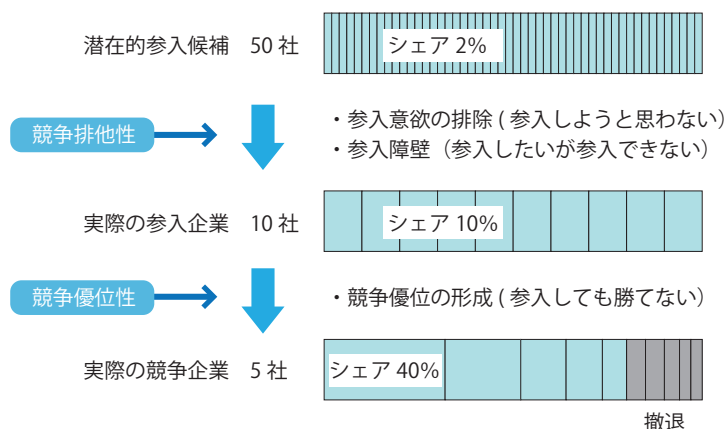 潜在的参入候補 50 社
シェア 2%
競争排他性
・参入意欲の排除 ( 参入しようと思わない）
・参入障壁（参入したいが参入できない）
実際の参入企業 10 社
シェア 10%
競争優位性
・競争優位の形成 ( 参入しても勝てない）
実際の競争企業 5 社
シェア 40%
撤退